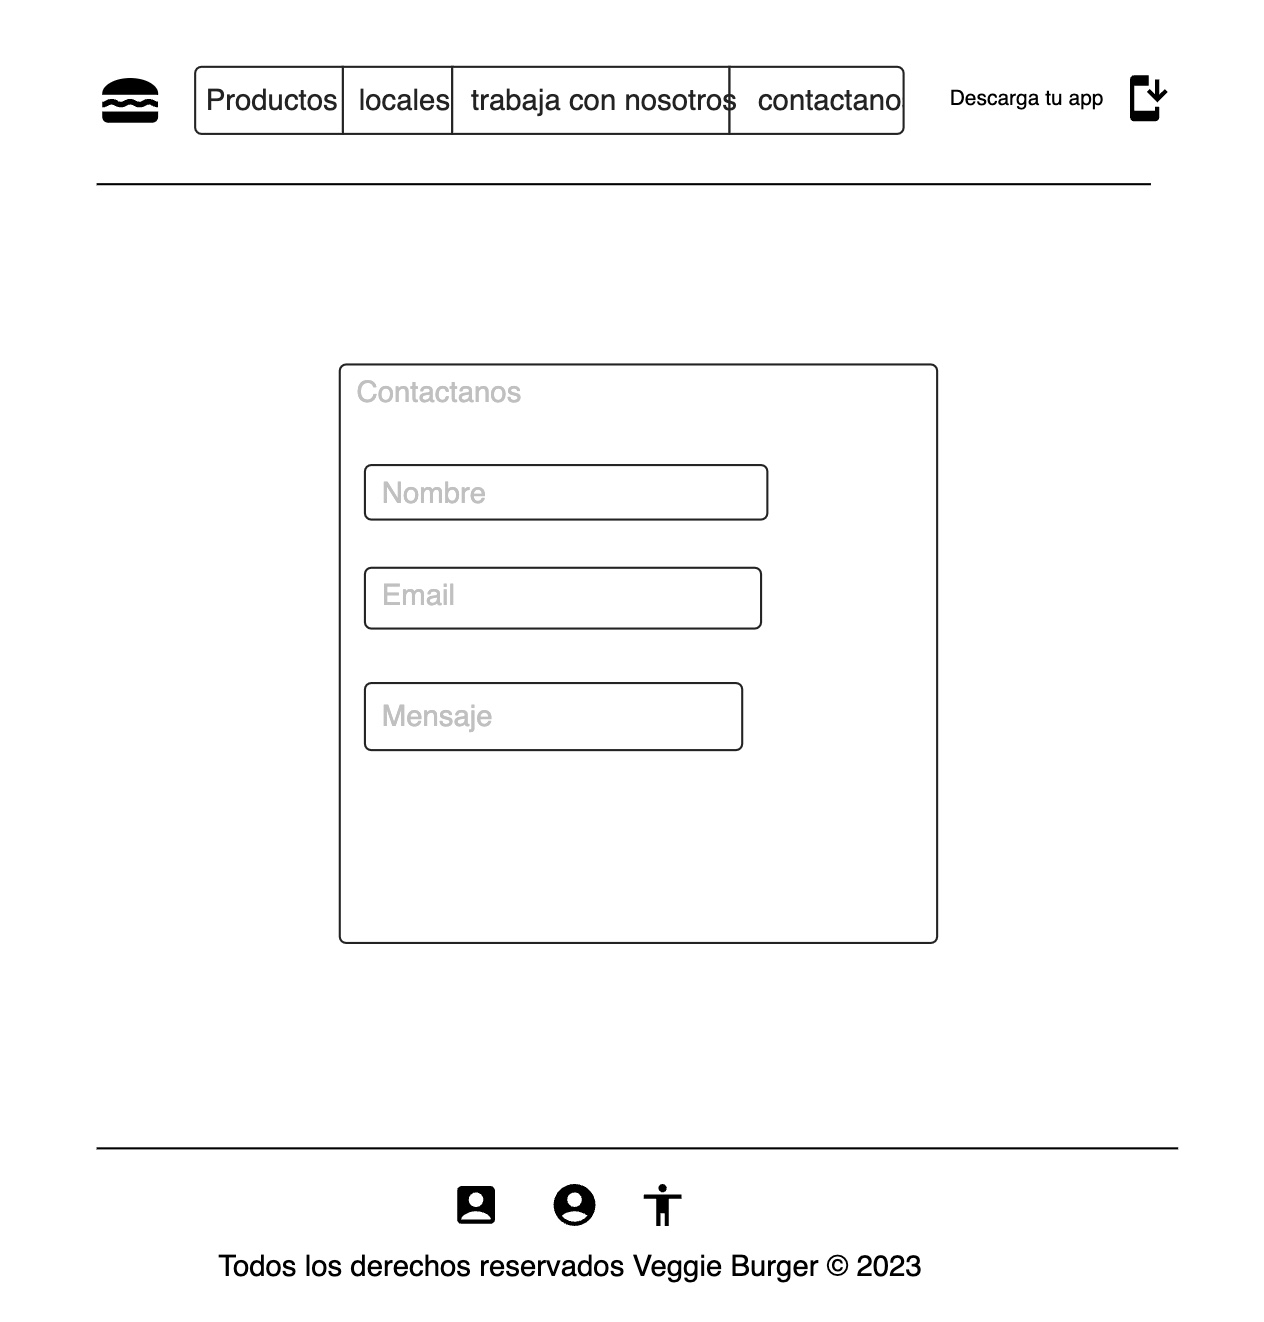 Productos locales trabaja con nosotros contactano Descarga tu app
Contactanos
Nombre
Email
Mensaje
Todos los derechos reservados Veggie Burger © 2023